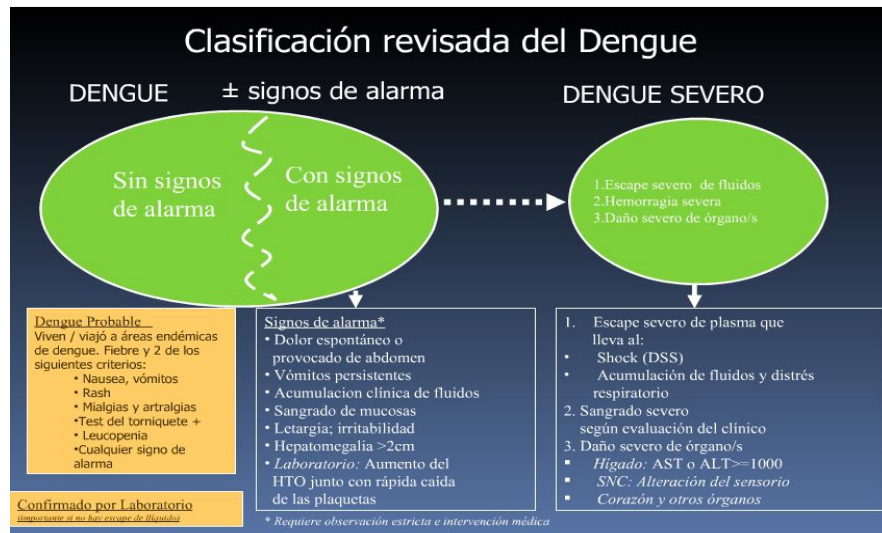 Clasificación revisada del Dengue
DENGUE
± signos de alarma
DENGUE SEVERO
Sin signos
de alarma
Con signos
de alarma
1.Escape severo de fluidos
2.Hemorragia severa
3.Daño severo de órgano/s
Dengue Probable
Viven / viajó a áreas endémicas
de dengue. Fiebre y 2 de los
siguientes criterios:
• Nausea, vómitos
• Rash
• Mialgias y artralgias
•Test del torniquete +
• Leucopenia
•Cualquier signo de
alarma
Confirmado por Laboratorio
(importante si no hay escape de líquido)
Signos de alarma*
• Dolor espontáneo o
provocado de abdomen
• Vómitos persistentes
• Acumulacion clínica de fluidos
• Sangrado de mucosas
• Letargia; irritabilidad
• Hepatomegalia >2cm
• Laboratorio: Aumento del
HTO junto con rápida caída
de las plaquetas
* Requiere observación estricta e intervención médica
1. Escape severo de plasma que
lleva al:
• Shock (DSS)
• Acumulación de fluidos y distrés
respiratorio
2. Sangrado severo
según evaluación del clínico
3. Daño severo de órgano/s
▪ Hígado: AST o ALT>=1000
▪ SNC: Alteración del sensorio
▪ Corazón y otros órganos